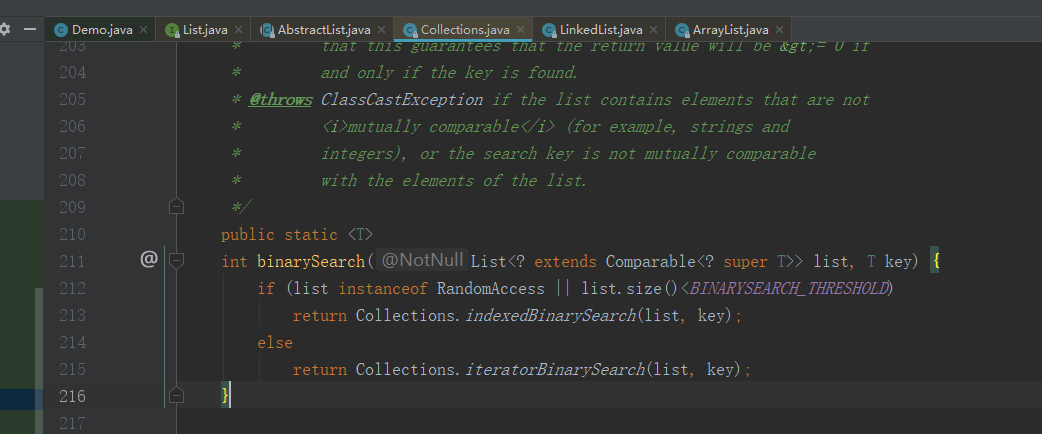 Demo.java × List.java × AbstractList.java × Collections.java × LinkedList.java × ArrayList.java ×
203 * that this guarantees that the return value will be &gt;= 0 if
204 * and only if the key is found.
205 * @throws ClassCastException if the list contains elements that are not
206 * <i>mutually comparable</i> (for example, strings and
207 * integers), or the search key is not mutually comparable
208 * with the elements of the list.
209 */
210 public static <T>
211 @ int binarySearch( @NotNull List<? extends Comparable<? super T>> list, T key) {
212 if (list instanceof RandomAccess || list.size()<BINARYSEARCH_THRESHOLD)
213 return Collections.indexedBinarySearch(list, key);
214 else
215 return Collections.iteratorBinarySearch(list, key);
216 }
217